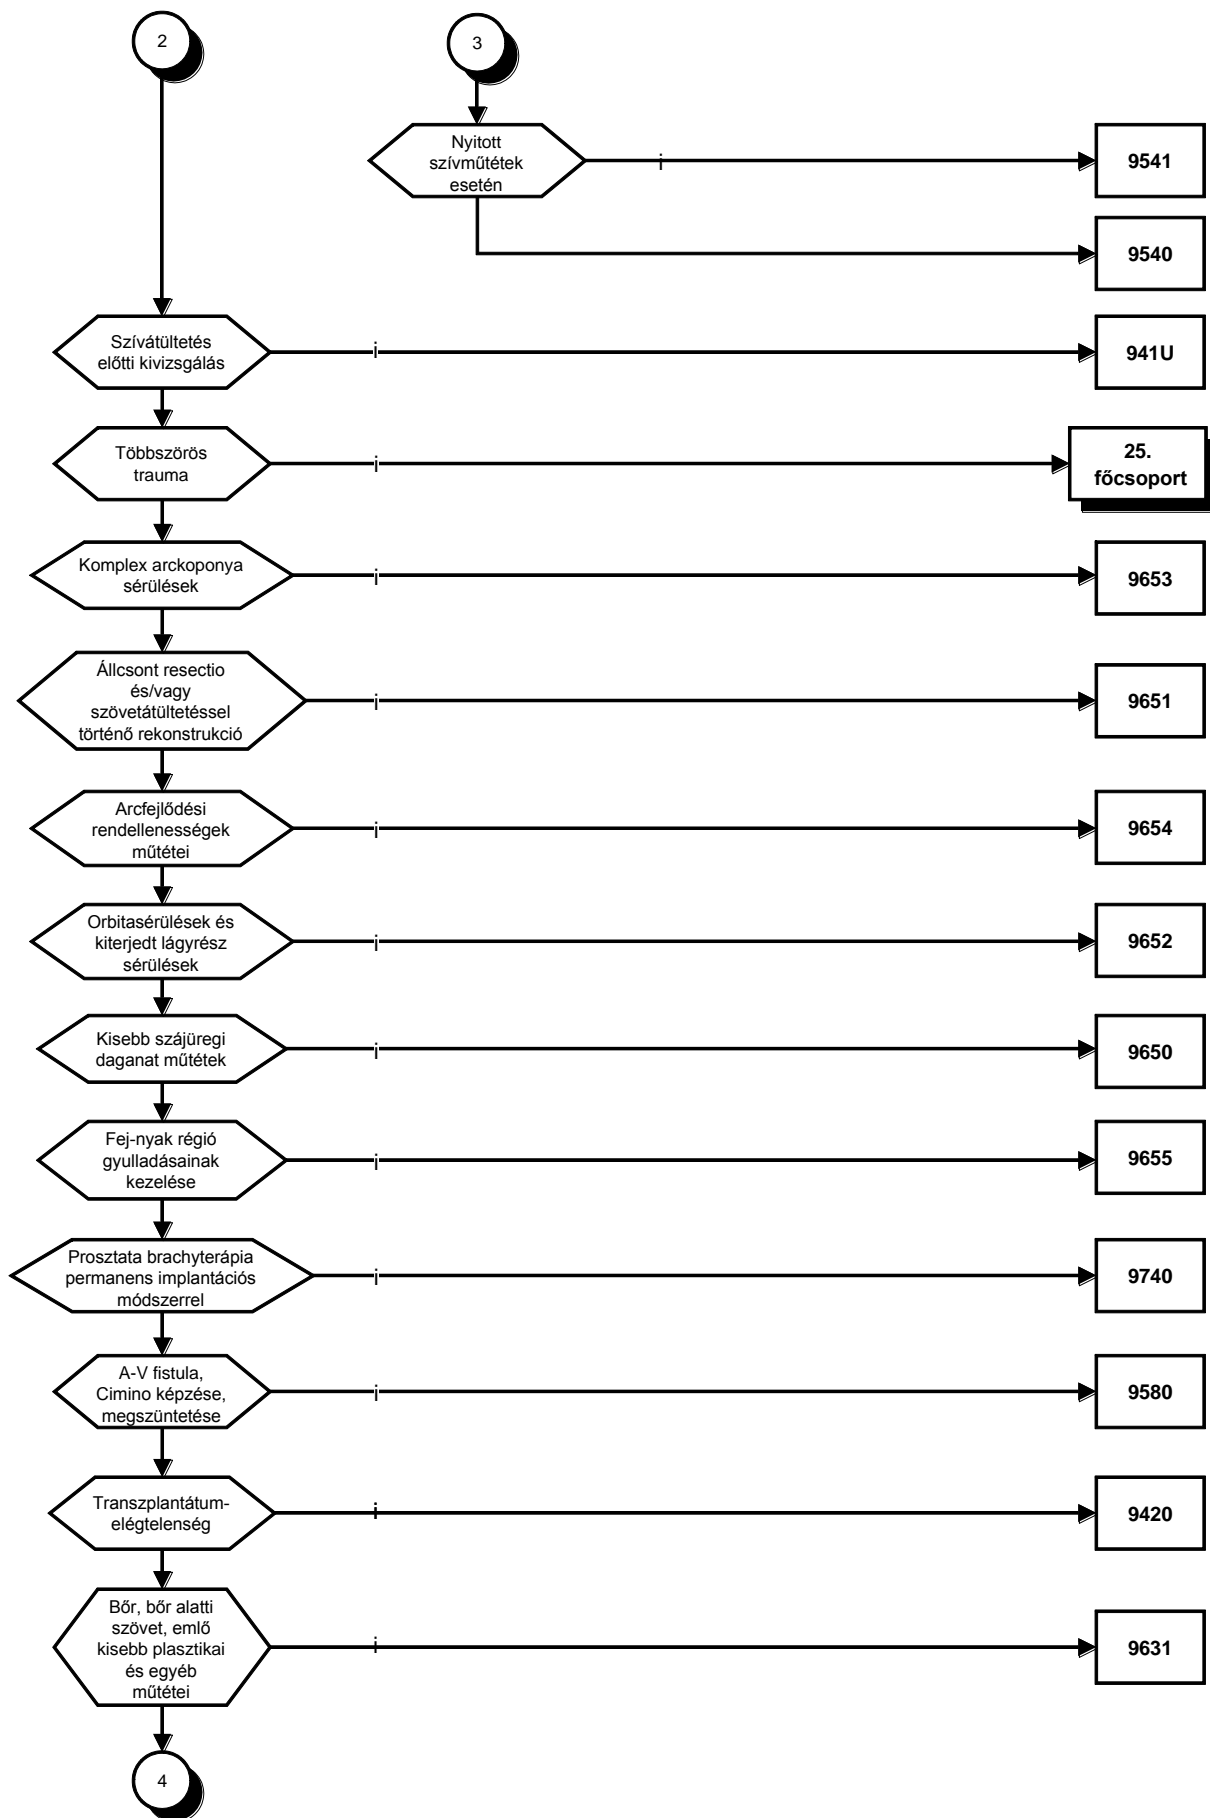 2
3
Nyitott
szívműtétek
esetén
i
9541
9540
Szívátültetés
előtti kivizsgálás
i
941U
Többszörös
trauma
i
25.
főcsoport
Komplex arckoponya
sérülések
i
9653
Állcsont resectio
és/vagy
szövetátültetéssel
történő rekonstrukció
i
9651
Arcfejlődési
rendellenességek
műtétei
i
9654
Orbitasérülések és
kiterjedt lágyrész
sérülések
i
9652
Kisebb szájüregi
daganat műtétek
i
9650
Fej-nyak régió
gyulladásainak
kezelése
i
9655
Prosztata brachyterápia
permanens implantációs
módszerrel
i
9740
A-V fistula,
Cimino képzése,
megszüntetése
i
9580
Transzplantátum-
elégtelenség
i
9420
Bőr, bőr alatti
szövet, emlő
kisebb plasztikai
és egyéb
műtétei
i
9631
4